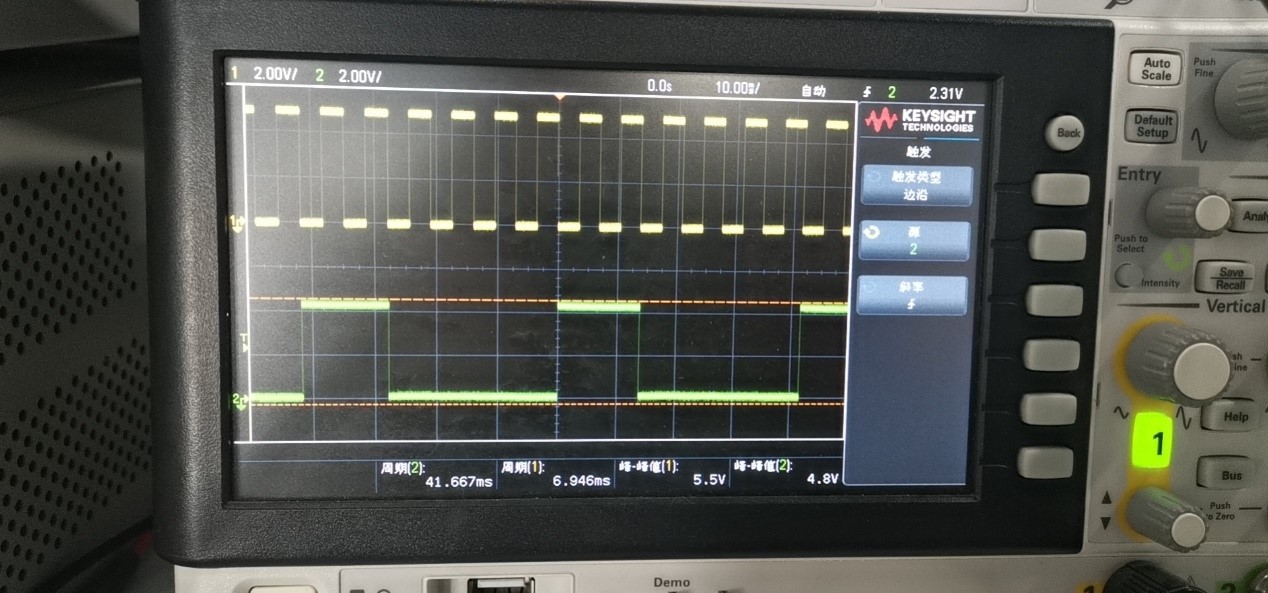 1 2.00V/ 2 2.00V/ 0.0s 10.00ms/ 自动 2 2.31V
KEYSIGHT
TECHNOLOGIES
触发
触发类型
边沿
源
2
斜率
1
T
2
周期(2):
41.667ms
周期(1):
6.946ms
峰-峰值(1):
5.5V
峰-峰值(2):
4.8V
Back
Auto
Scale
Default
Setup
Push
Fine
Entry
Push to
Select
Intensity
Save
Recall
Vertical
Help
1
Bus
Push
Zero
Demo
1
2